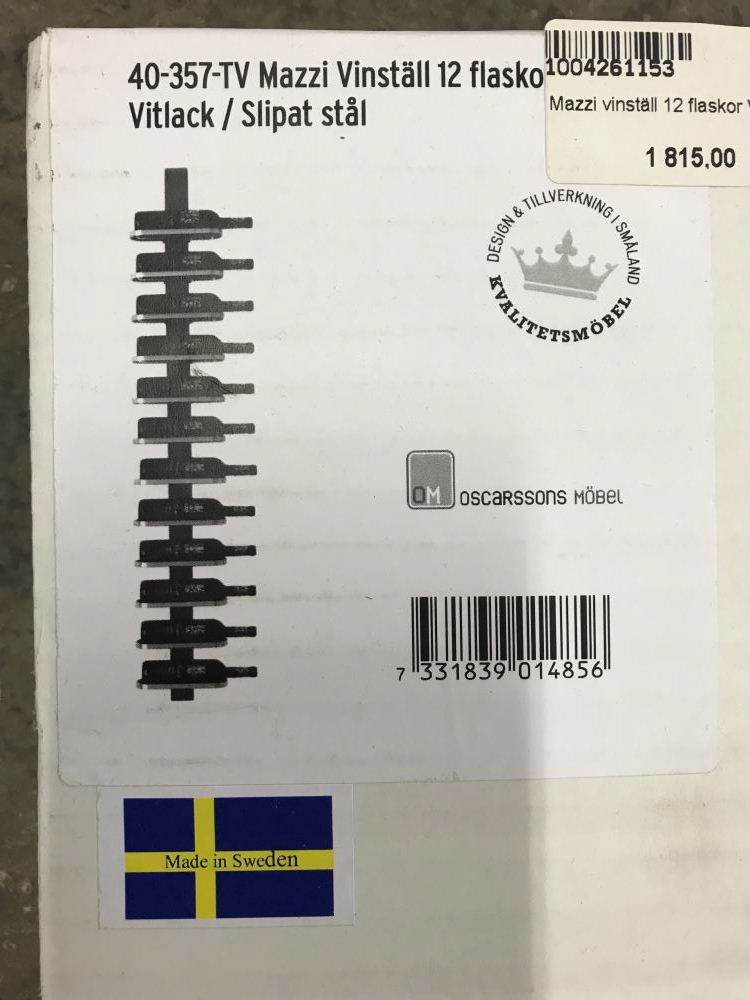 40-357-TV Mazzi Vinställ 12 flasko
Vitlack / Slipat stål
1004261153
Mazzi vinställ 12 flaskor
1 815,00
DESIGN & TILLVERKNING I SMÅLAND
KVALITETSMÖBEL
OM OSCARSSONS MÖBEL
7 331839 014856
Made in Sweden